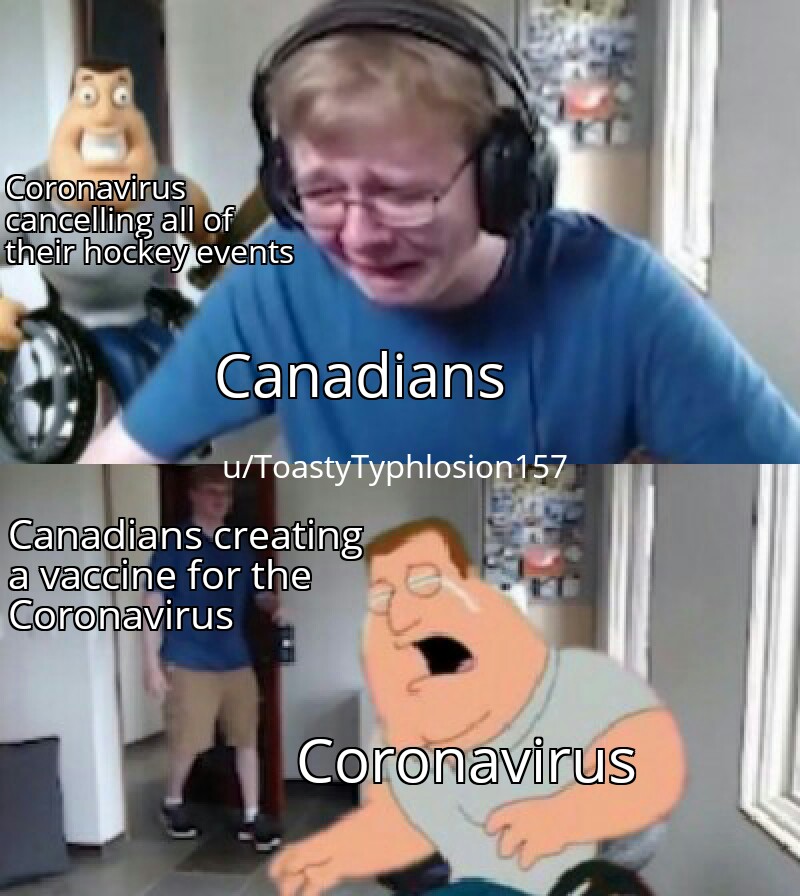 Coronavirus
cancelling all of
their hockey events
Canadians
u/ToastyTyphlosion157
Canadians creating
a vaccine for the
Coronavirus
Coronavirus